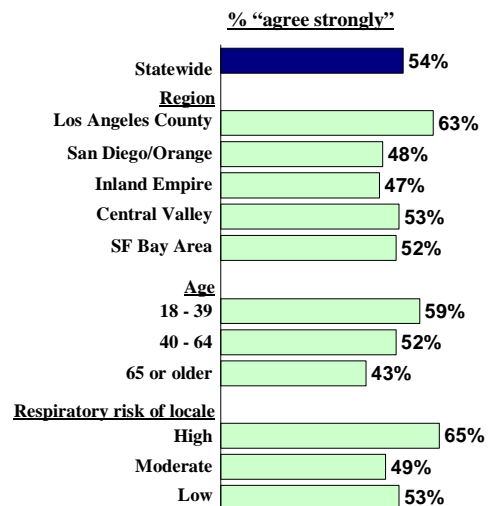 % “agree strongly”
Statewide 54%
Region
Los Angeles County 63%
San Diego/Orange 48%
Inland Empire 47%
Central Valley 53%
SF Bay Area 52%
Age
18 - 39 59%
40 - 64 52%
65 or older 43%
Respiratory risk of locale
High 65%
Moderate 49%
Low 53%